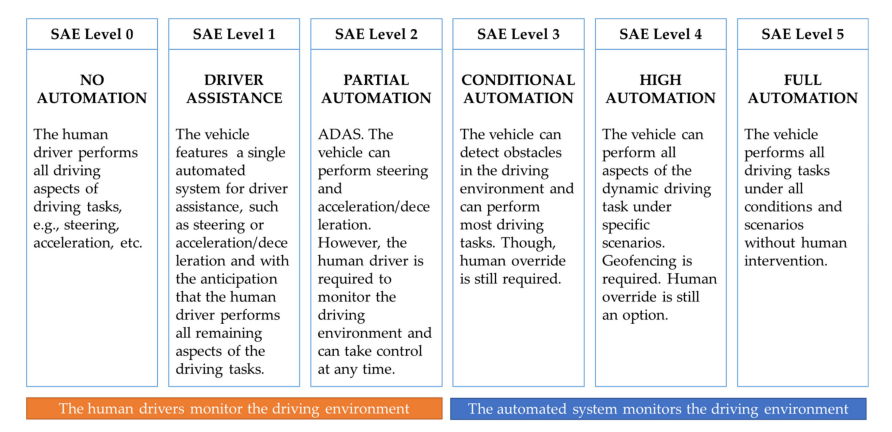 SAE Level 0
NO
AUTOMATION
The human
driver performs
all driving
aspects of
driving tasks,
e.g., steering,
acceleration, etc.
SAE Level 1
DRIVER
ASSISTANCE
The vehicle
features a single
automated
system for driver
assistance, such
as steering or
acceleration/dece
leration and with
the anticipation
that the human
driver performs
all remaining
aspects of the
driving tasks.
SAE Level 2
PARTIAL
AUTOMATION
ADAS. The
vehicle can
perform steering
and
acceleration/dece
leration.
However, the
human driver is
required to
monitor the
driving
environment and
can take control
at any time.
SAE Level 3
CONDITIONAL
AUTOMATION
The vehicle can
detect obstacles
in the driving
environment and
can perform
most driving
tasks. Though,
human override
is still required.
SAE Level 4
HIGH
AUTOMATION
The vehicle can
perform all
aspects of the
dynamic driving
task under
specific
scenarios.
Geofencing is
required. Human
override is still
an option.
SAE Level 5
FULL
AUTOMATION
The vehicle
performs all
driving tasks
under all
conditions and
scenarios
without human
intervention.
The human drivers monitor the driving environment
The automated system monitors the driving environment